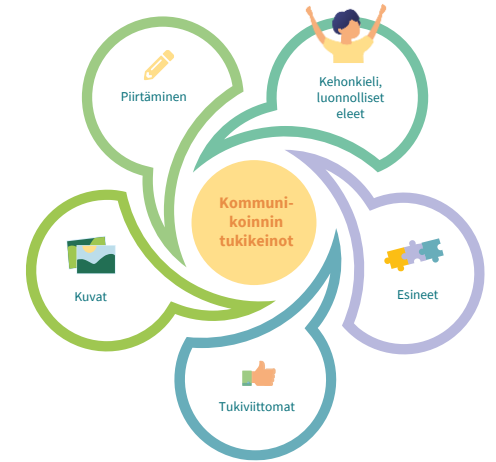 Piirtäminen
Kehonkieli,
luonnolliset
eleet
Kommuni-
koinnin
tukikeinot
Kuvat
Esineet
Tukiviittomat